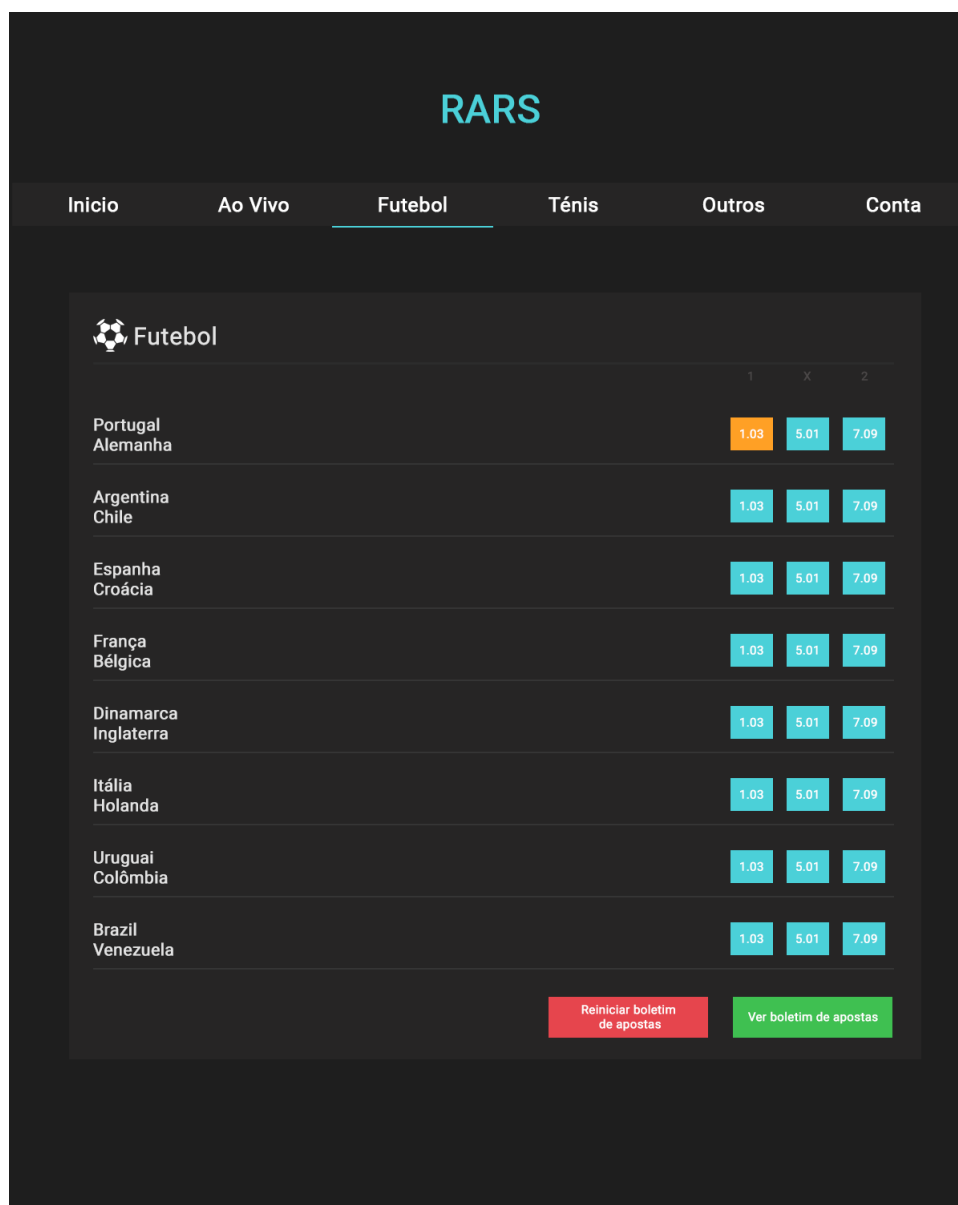 RARS
Inicio Ao Vivo Futebol Ténis Outros Conta
Futebol
1 X 2
Portugal
Alemanha
1.03 5.01 7.09
Argentina
Chile
1.03 5.01 7.09
Espanha
Croácia
1.03 5.01 7.09
França
Bélgica
1.03 5.01 7.09
Dinamarca
Inglaterra
1.03 5.01 7.09
Itália
Holanda
1.03 5.01 7.09
Uruguai
Colômbia
1.03 5.01 7.09
Brazil
Venezuela
1.03 5.01 7.09
Reiniciar boletim
de apostas
Ver boletim de apostas